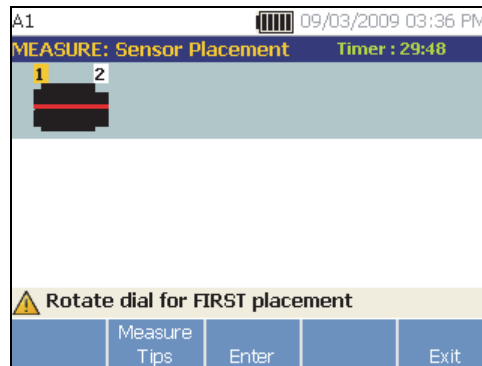 A1 09/03/2009 03:36 PM
MEASURE: Sensor Placement Timer : 29:48
1 2
Rotate dial for FIRST placement
Measure
Tips Enter Exit